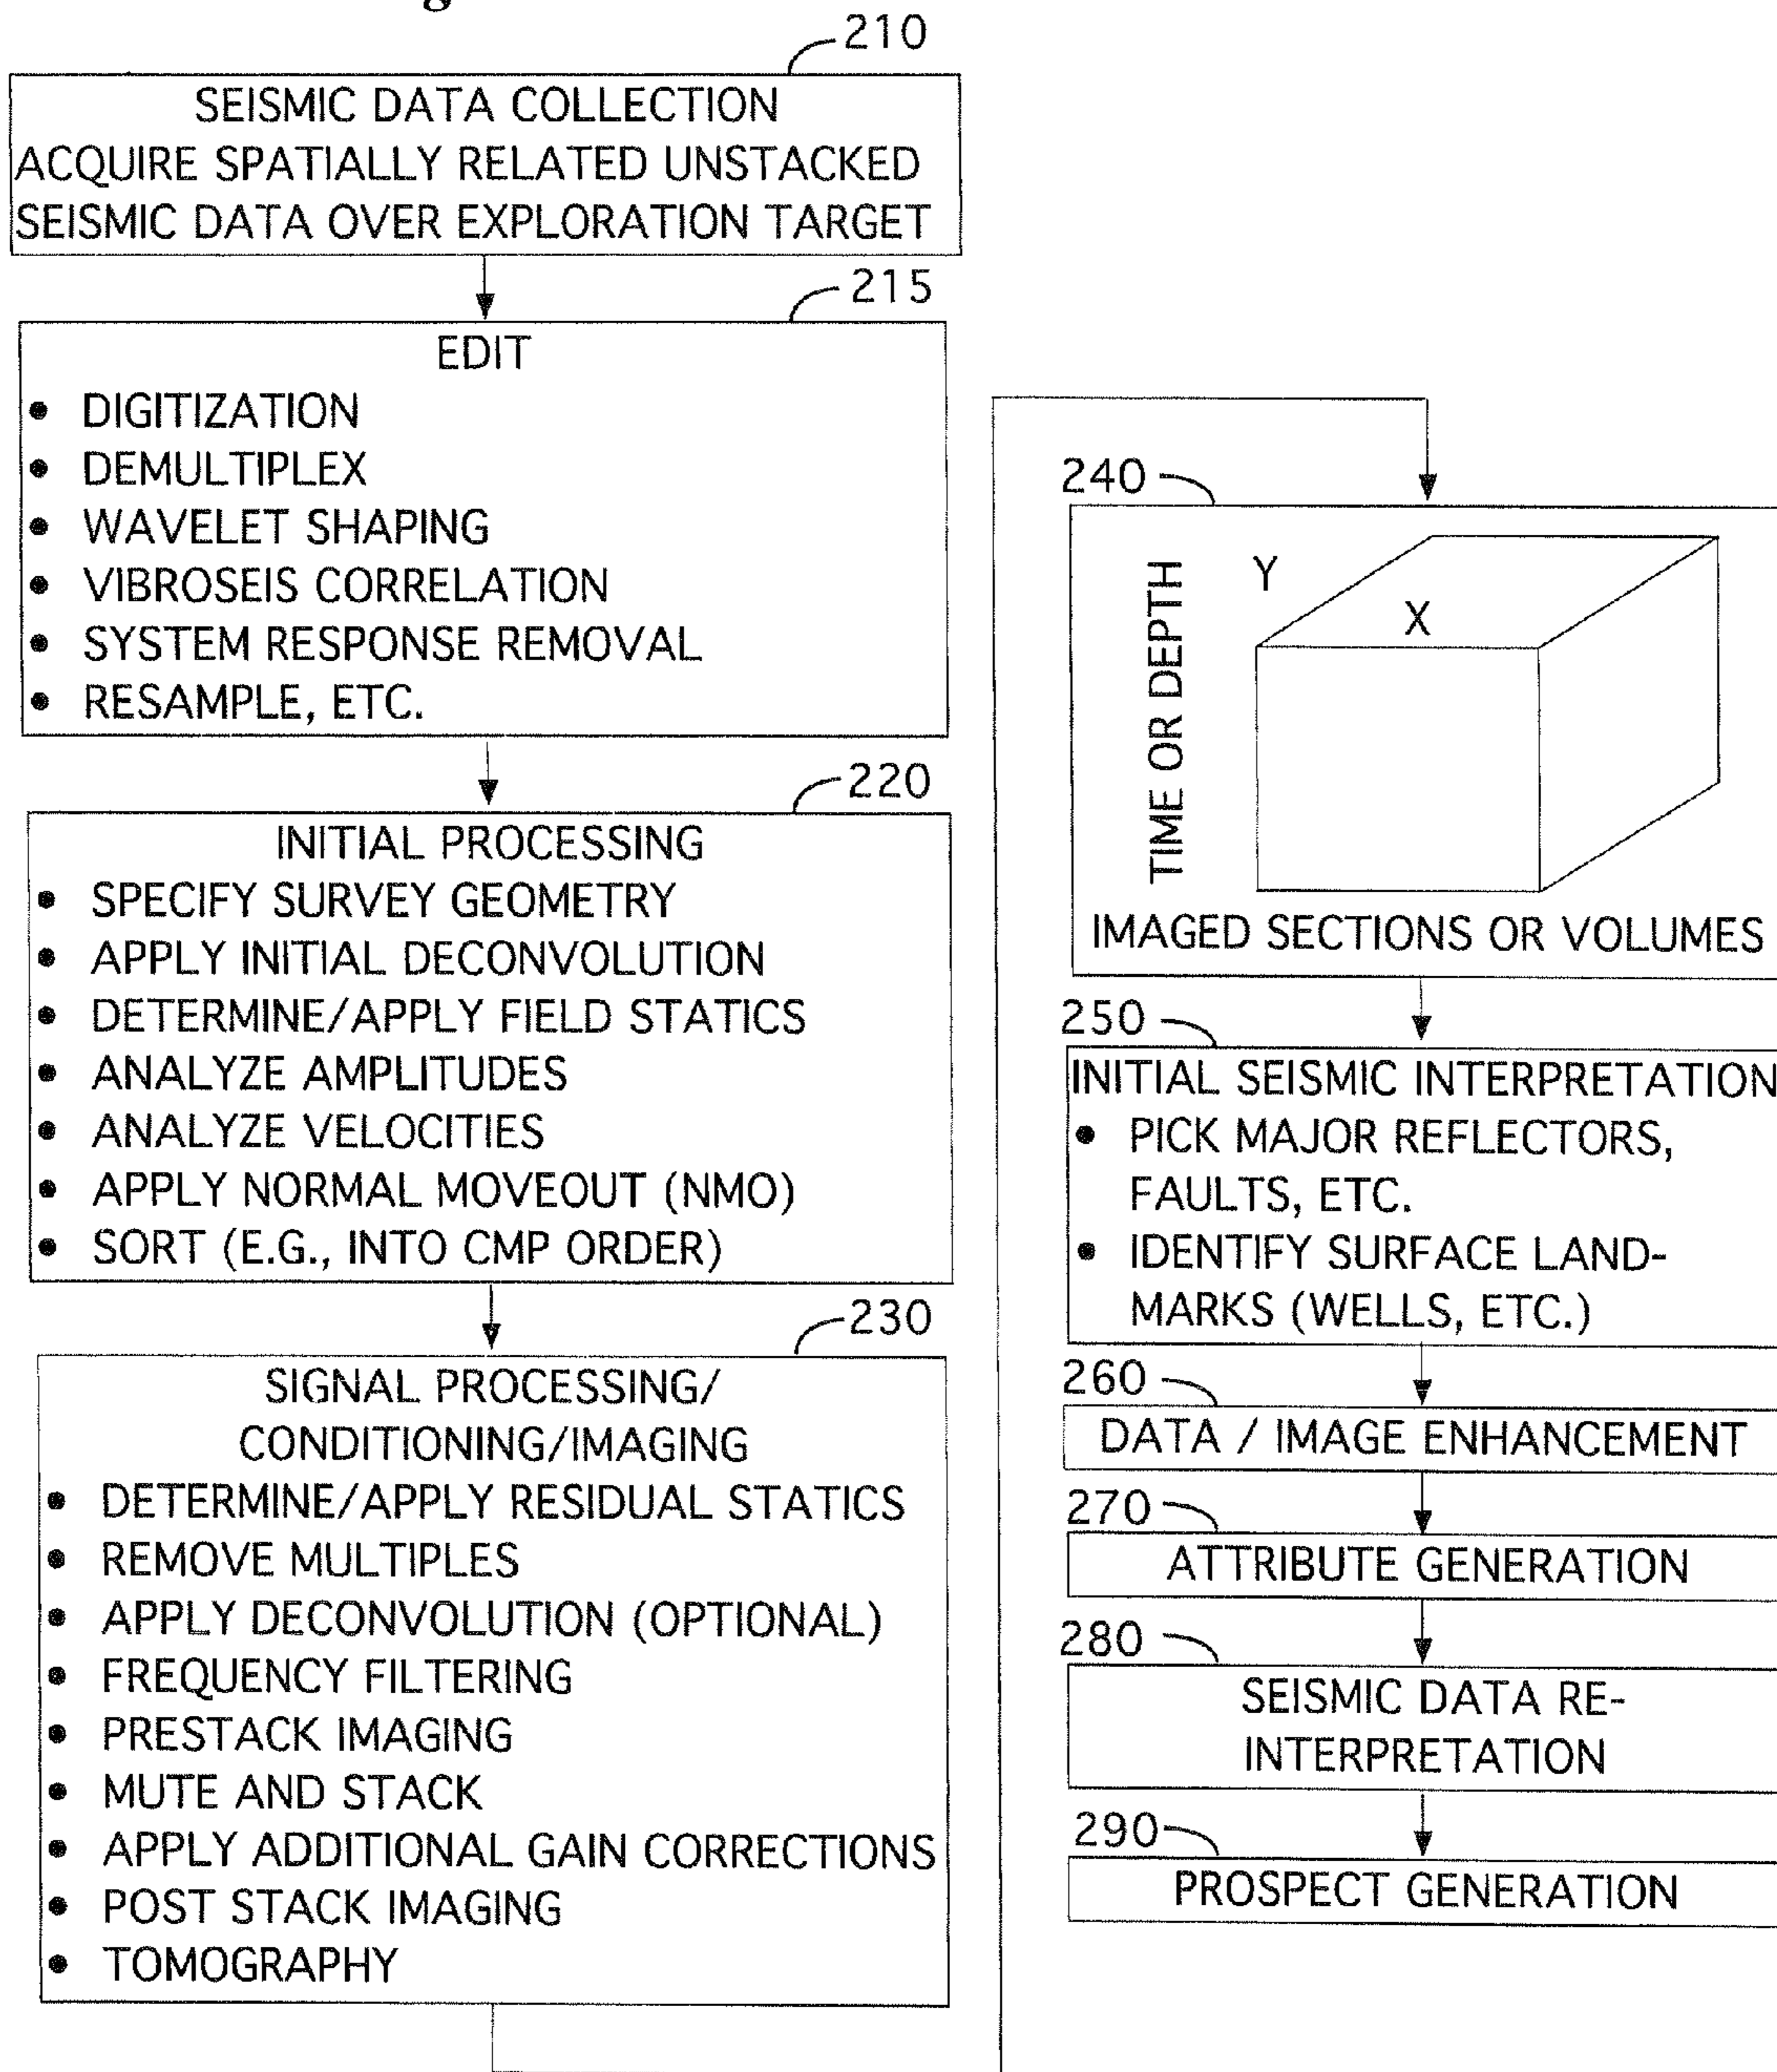 210
SEISMIC DATA COLLECTION
ACQUIRE SPATIALLY RELATED UNSTACKED
SEISMIC DATA OVER EXPLORATION TARGET
215
EDIT
• DIGITIZATION
• DEMULTIPLEX
• WAVELET SHAPING
• VIBROSEIS CORRELATION
• SYSTEM RESPONSE REMOVAL
• RESAMPLE, ETC.
220
INITIAL PROCESSING
• SPECIFY SURVEY GEOMETRY
• APPLY INITIAL DECONVOLUTION
• DETERMINE/APPLY FIELD STATICS
• ANALYZE AMPLITUDES
• ANALYZE VELOCITIES
• APPLY NORMAL MOVEOUT (NMO)
• SORT (E.G., INTO CMP ORDER)
230
SIGNAL PROCESSING/
CONDITIONING/IMAGING
• DETERMINE/APPLY RESIDUAL STATICS
• REMOVE MULTIPLES
• APPLY DECONVOLUTION (OPTIONAL)
• FREQUENCY FILTERING
• PRESTACK IMAGING
• MUTE AND STACK
• APPLY ADDITIONAL GAIN CORRECTIONS
• POST STACK IMAGING
• TOMOGRAPHY
240
TIME OR DEPTH
Y
X
IMAGED SECTIONS OR VOLUMES
250
INITIAL SEISMIC INTERPRETATION
• PICK MAJOR REFLECTORS,
FAULTS, ETC.
• IDENTIFY SURFACE LAND-
MARKS (WELLS, ETC.)
260
DATA / IMAGE ENHANCEMENT
270
ATTRIBUTE GENERATION
280
SEISMIC DATA RE-
INTERPRETATION
290
PROSPECT GENERATION